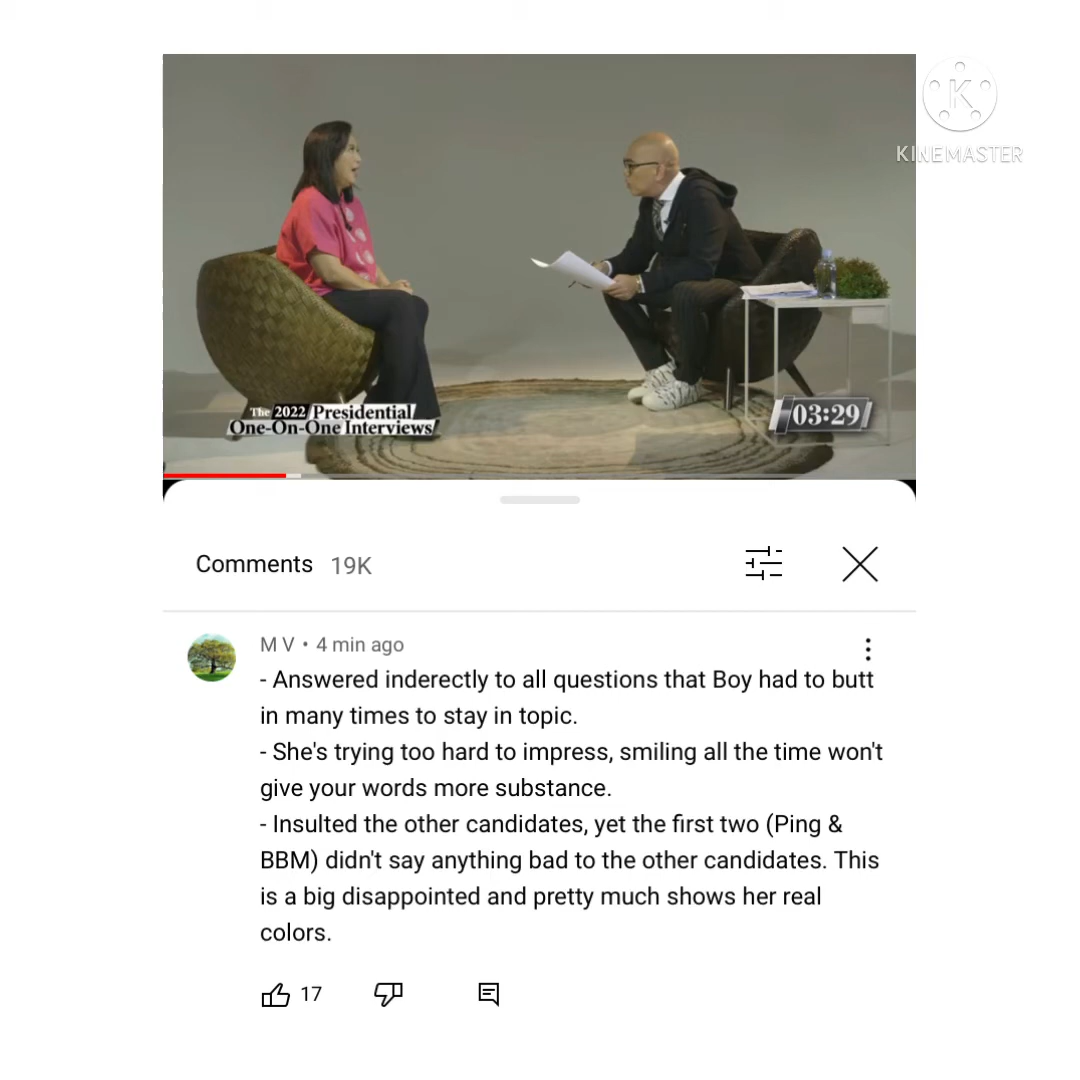 K
KINEMASTER
The 2022 Presidential
One-On-One Interviews
03:29
Comments 19K
M V • 4 min ago
- Answered inderectly to all questions that Boy had to butt
in many times to stay in topic.
- She's trying too hard to impress, smiling all the time won't
give your words more substance.
- Insulted the other candidates, yet the first two (Ping &
BBM) didn't say anything bad to the other candidates. This
is a big disappointed and pretty much shows her real
colors.
17